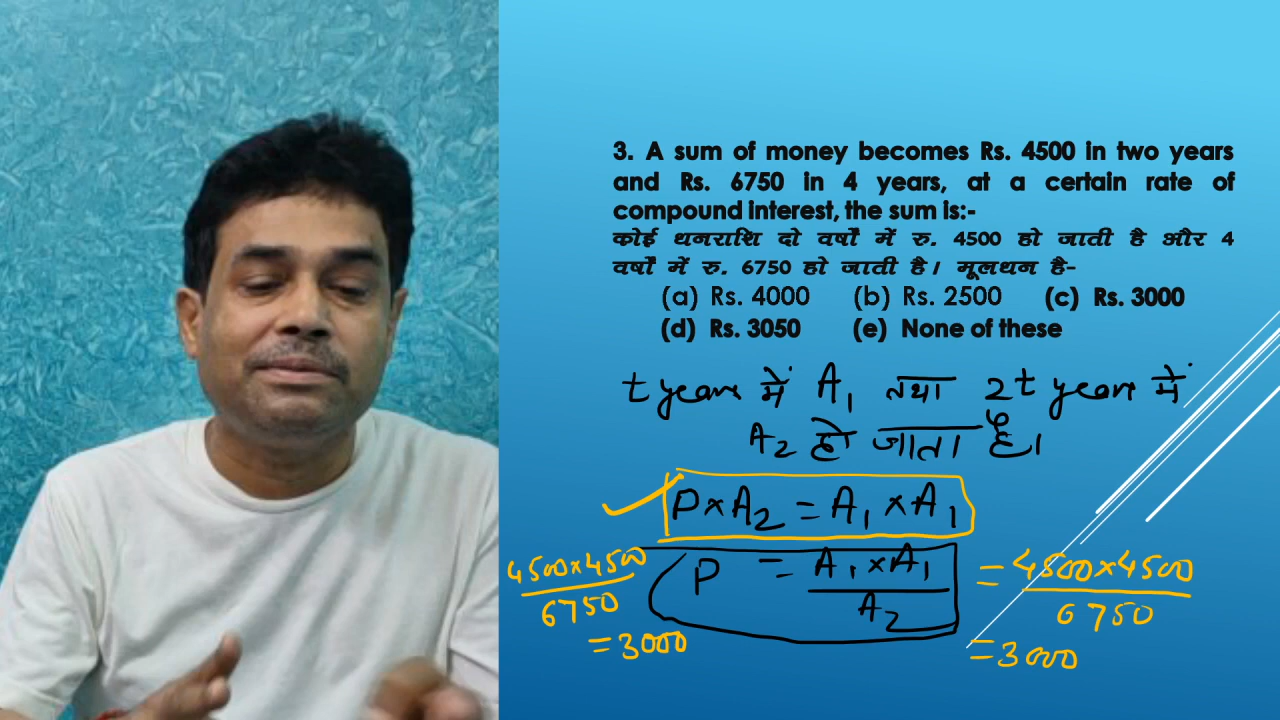 3. A sum of money becomes Rs. 4500 in two years
and Rs. 6750 in 4 years, at a certain rate of
compound interest, the sum is:-
कोई धनराशि दो वर्षों में रु. 4500 हो जाती है और 4
वर्षों में रु. 6750 हो जाती है। मूलधन है-
(a) Rs. 4000 (b) Rs. 2500 (c) Rs. 3000
(d) Rs. 3050 (e) None of these
t years में A₁ तथा 2t years में
A₂ हो जाता है।
P×A₂ = A₁×A₁
P = A₁×A₁ / A₂
4500×4500 / 6750
= 3000
= 4500×4500 / 6750
= 3000